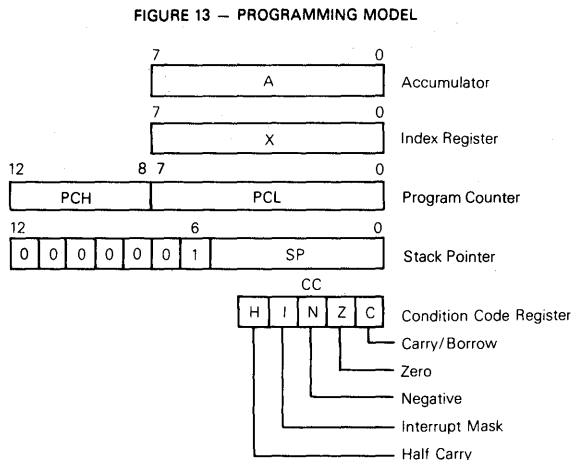 FIGURE 13 — PROGRAMMING MODEL
7 0
A Accumulator
7 0
X Index Register
12 8 7 0
PCH PCL Program Counter
12 6 0
0 0 0 0 0 0 1 SP Stack Pointer
CC
H I N Z C Condition Code Register
Carry/Borrow
Zero
Negative
Interrupt Mask
Half Carry